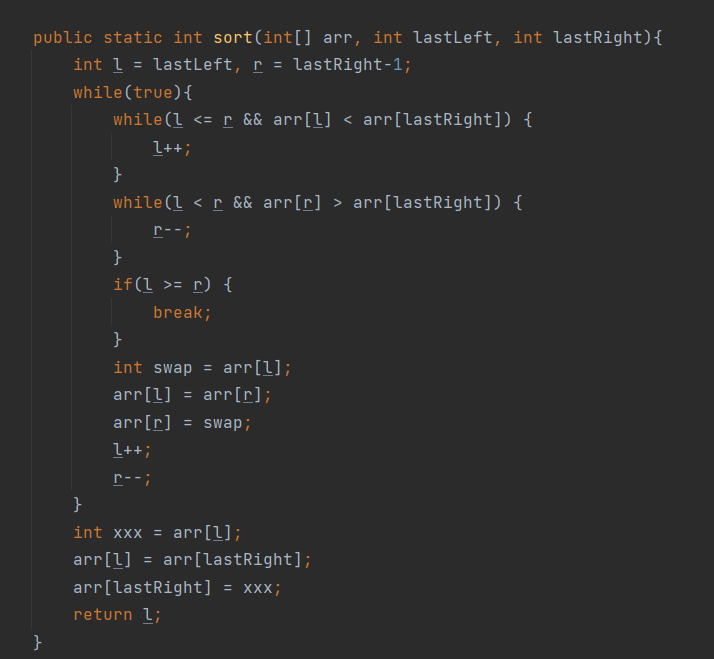 public static int sort(int[] arr, int lastLeft, int lastRight){
    int l = lastLeft, r = lastRight-1;
    while(true){
        while(l <= r && arr[l] < arr[lastRight]) {
            l++;
        }
        while(l < r && arr[r] > arr[lastRight]) {
            r--;
        }
        if(l >= r) {
            break;
        }
        int swap = arr[l];
        arr[l] = arr[r];
        arr[r] = swap;
        l++;
        r--;
    }
    int xxx = arr[l];
    arr[l] = arr[lastRight];
    arr[lastRight] = xxx;
    return l;
}